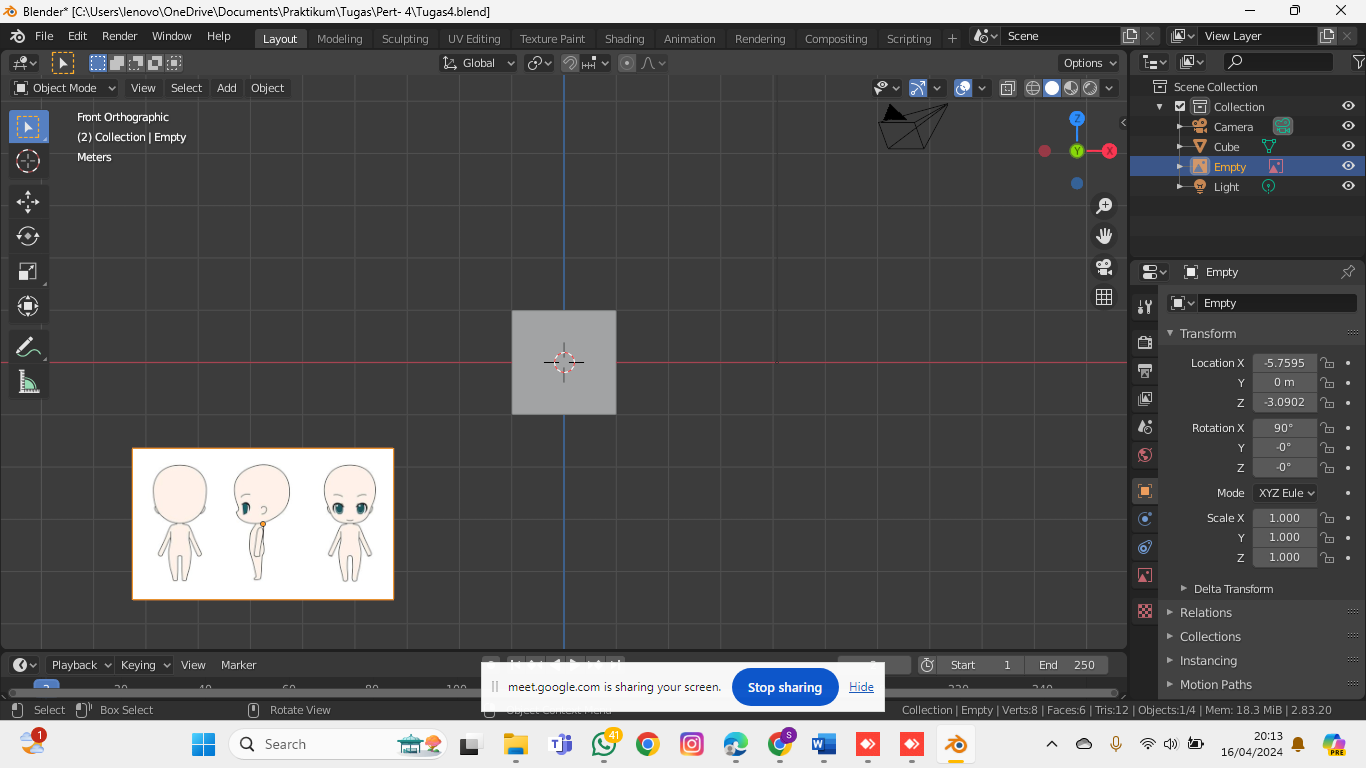 Blender* [C:\Users\lenovo\OneDrive\Documents\Praktikum\Tugas\Pert- 4\Tugas4.blend]
File Edit Render Window Help Layout Modeling Sculpting UV Editing Texture Paint Shading Animation Rendering Compositing Scripting + Scene View Layer
Global Options
Object Mode View Select Add Object
Front Orthographic
(2) Collection | Empty
Meters
Z
Y
X
Scene Collection
Collection
Camera
Cube
Empty
Light
Empty
Empty
Transform
Location X -5.7595
Y 0 m
Z -3.0902
Rotation X 90°
Y -0°
Z -0°
Mode XYZ Eule
Scale X 1.000
Y 1.000
Z 1.000
Delta Transform
Relations
Collections
Instancing
Motion Paths
Playback Keying View Marker Start 1 End 250
meet.google.com is sharing your screen. Stop sharing Hide
Select Box Select Rotate View Object Context Menu Collection | Empty | Verts:8 | Faces:6 | Tris:12 | Objects:1/4 | Mem: 18.3 MiB | 2.83.20
1 Search 41 S 20:13
16/04/2024 PRE